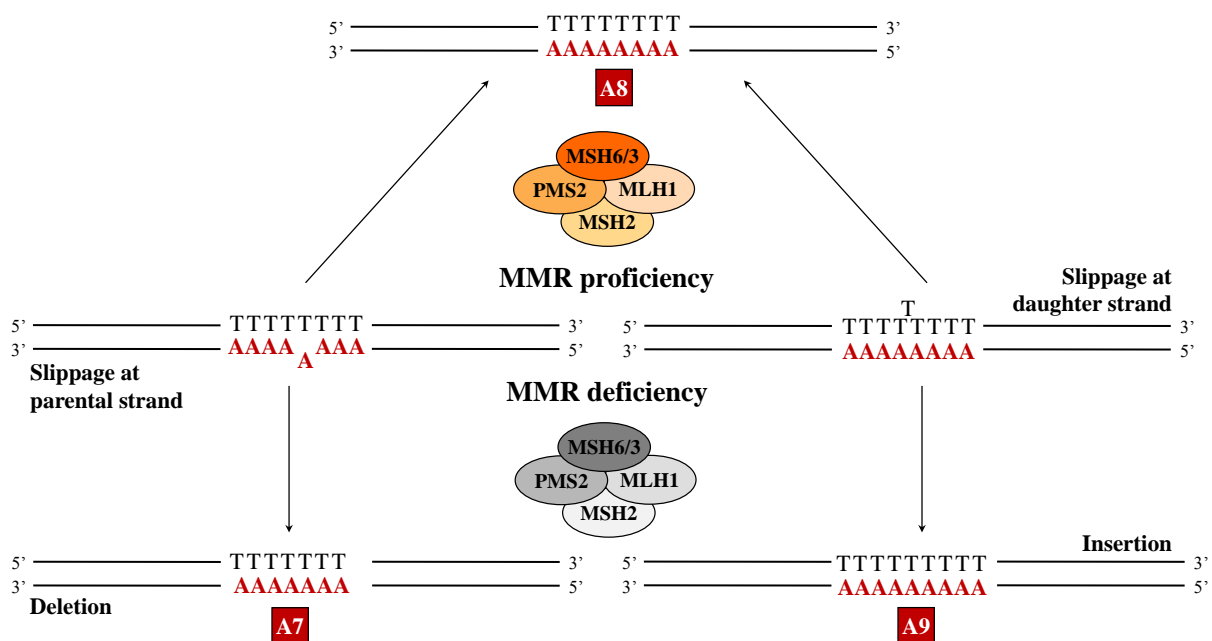 5’ TTTTTTTT 3’
3’ AAAAAAAA 5’
A8
MSH6/3
PMS2 MLH1
MSH2
MMR proficiency
Slippage at
daughter strand
5’ TTTTTTTT 3’
3’ AAAA AAA 5’
A
Slippage at
parental strand
T
5’ TTTTTTTT 3’
3’ AAAAAAAA 5’
MMR deficiency
MSH6/3
PMS2 MLH1
MSH2
5’ TTTTTTT 3’
3’ AAAAAAA 5’
Deletion
A7
Insertion
5’ TTTTTTTTT 3’
3’ AAAAAAAAA 5’
A9